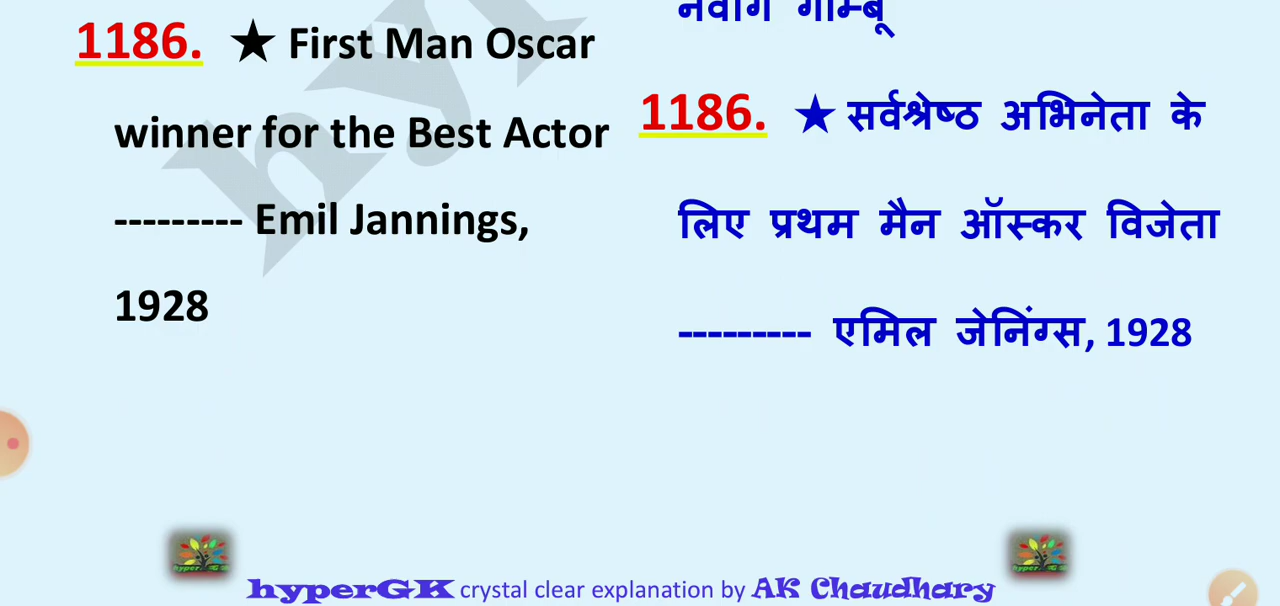 1186. ★ First Man Oscar
winner for the Best Actor
--------- Emil Jannings,
1928
नवांग गोम्बू
1186. ★ सर्वश्रेष्ठ अभिनेता के
लिए प्रथम मैन ऑस्कर विजेता
--------- एमिल जेनिंग्स, 1928
hyperGK crystal clear explanation by AK Chaudhary